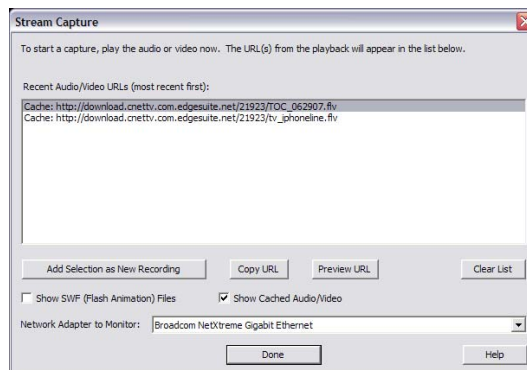 Stream Capture
To start a capture, play the audio or video now. The URL(s) from the playback will appear in the list below.
Recent Audio/Video URLs (most recent first):
Cache: http://download.cnettv.com.edgesuite.net/21923/TOC_062907.flv
Cache: http://download.cnettv.com.edgesuite.net/21923/tv_iphoneline.flv
Add Selection as New Recording
Copy URL
Preview URL
Clear List
Show SWF (Flash Animation) Files
Show Cached Audio/Video
Network Adapter to Monitor:
Broadcom NetXtreme Gigabit Ethernet
Done
Help